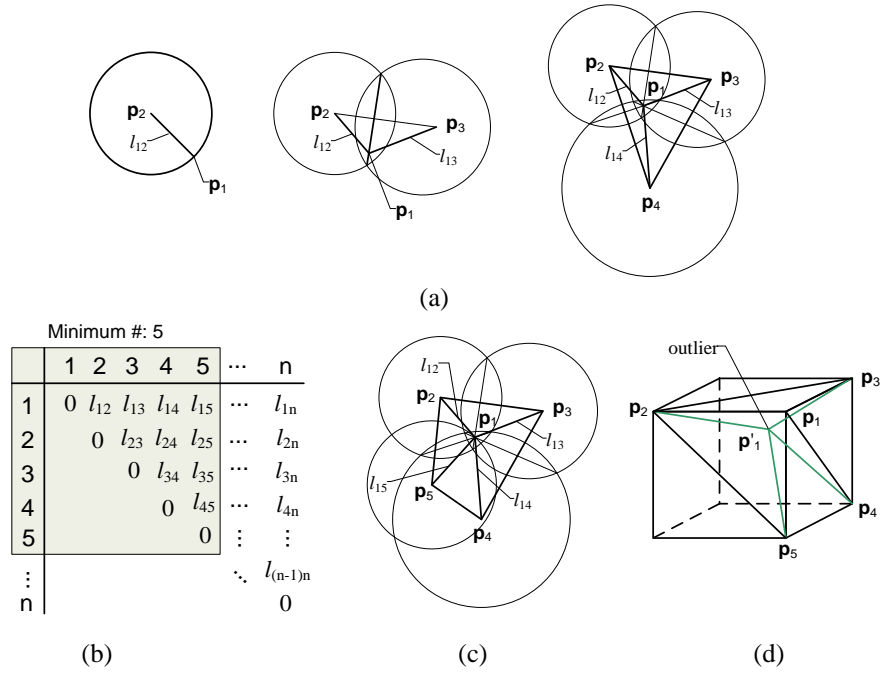 p2
l12
p1
p2
l12
p3
l13
p1
p2
p1
p3
l12
l13
l14
p4
(a)
Minimum #: 5
1 2 3 4 5 ... n
1 0 l12 l13 l14 l15 ... l1n
2 0 l23 l24 l25 ... l2n
3 0 l34 l35 ... l3n
4 0 l45 ... l4n
5 0 ⋮ ⋮
⋮ ⋱ l(n-1)n
n 0
(b)
l12
p2
p1
p3
l13
l15
p5
l14
p4
(c)
outlier
p3
p2
p1
p'1
p4
p5
(d)